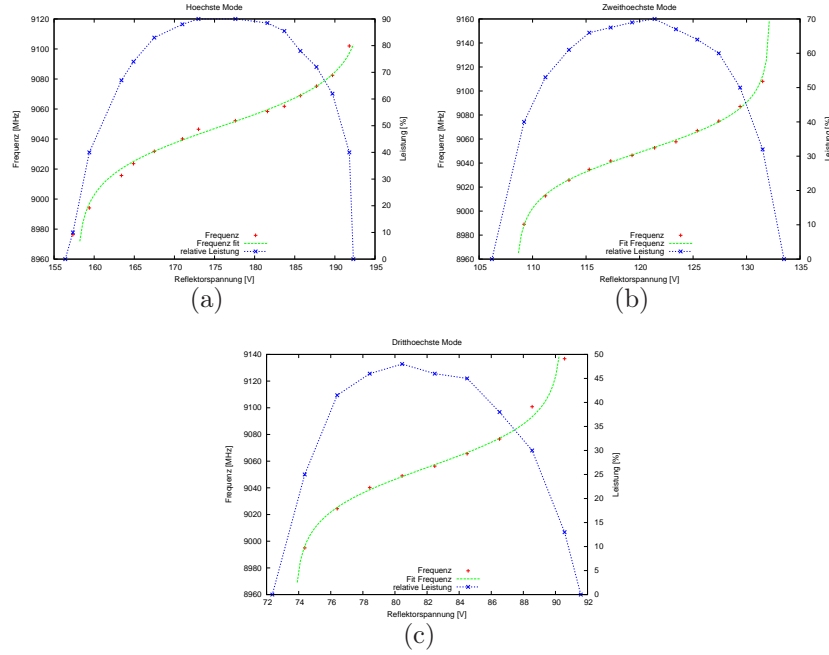 Hoechste Mode
9120
9100
9080
9060
9040
9020
9000
8980
8960
Frequenz [MHz]
90
80
70
60
50
40
30
20
10
0
Leistung [%]
Frequenz
Frequenz fit
relative Leistung
155 160 165 170 175 180 185 190 195
Reflektorspannung [V]
(a)
Zweithoechste Mode
9160
9140
9120
9100
9080
9060
9040
9020
9000
8980
8960
Frequenz [MHz]
70
60
50
40
30
20
10
0
Leistung [%]
Frequenz
Fit Frequenz
relative Leistung
105 110 115 120 125 130 135
Reflektorspannung [V]
(b)
Dritthoechste Mode
9140
9120
9100
9080
9060
9040
9020
9000
8980
8960
Frequenz [MHz]
50
45
40
35
30
25
20
15
10
5
0
Leistung [%]
Frequenz
Fit Frequenz
relative Leistung
72 74 76 78 80 82 84 86 88 90 92
Reflektorspannung [V]
(c)